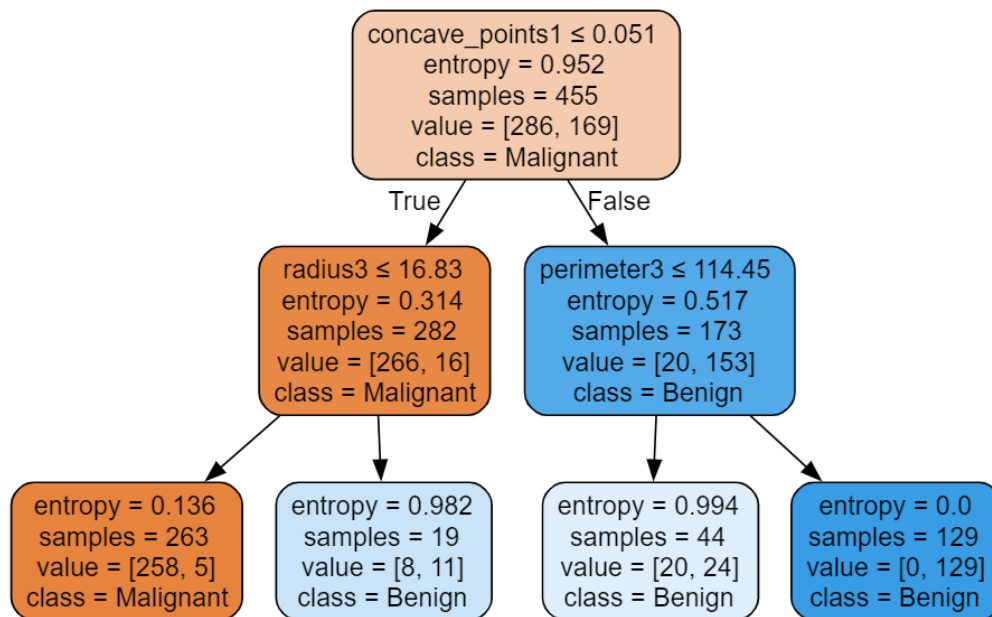 concave_points1 ≤ 0.051
entropy = 0.952
samples = 455
value = [286, 169]
class = Malignant
True
False
radius3 ≤ 16.83
entropy = 0.314
samples = 282
value = [266, 16]
class = Malignant
perimeter3 ≤ 114.45
entropy = 0.517
samples = 173
value = [20, 153]
class = Benign
entropy = 0.136
samples = 263
value = [258, 5]
class = Malignant
entropy = 0.982
samples = 19
value = [8, 11]
class = Benign
entropy = 0.994
samples = 44
value = [20, 24]
class = Benign
entropy = 0.0
samples = 129
value = [0, 129]
class = Benign